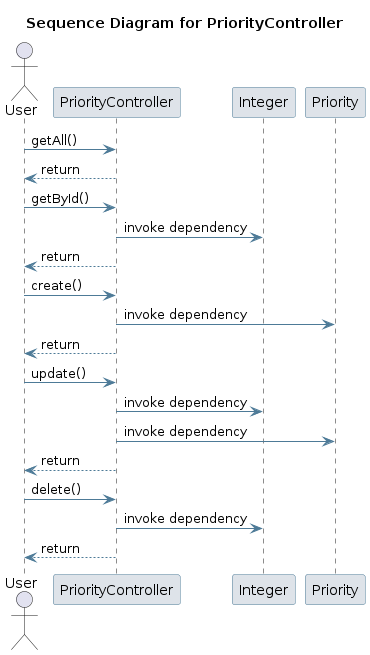 Sequence Diagram for PriorityController
User
PriorityController
Integer
Priority
getAll()
return
getById()
invoke dependency
return
create()
invoke dependency
return
update()
invoke dependency
invoke dependency
return
delete()
invoke dependency
return
User
PriorityController
Integer
Priority